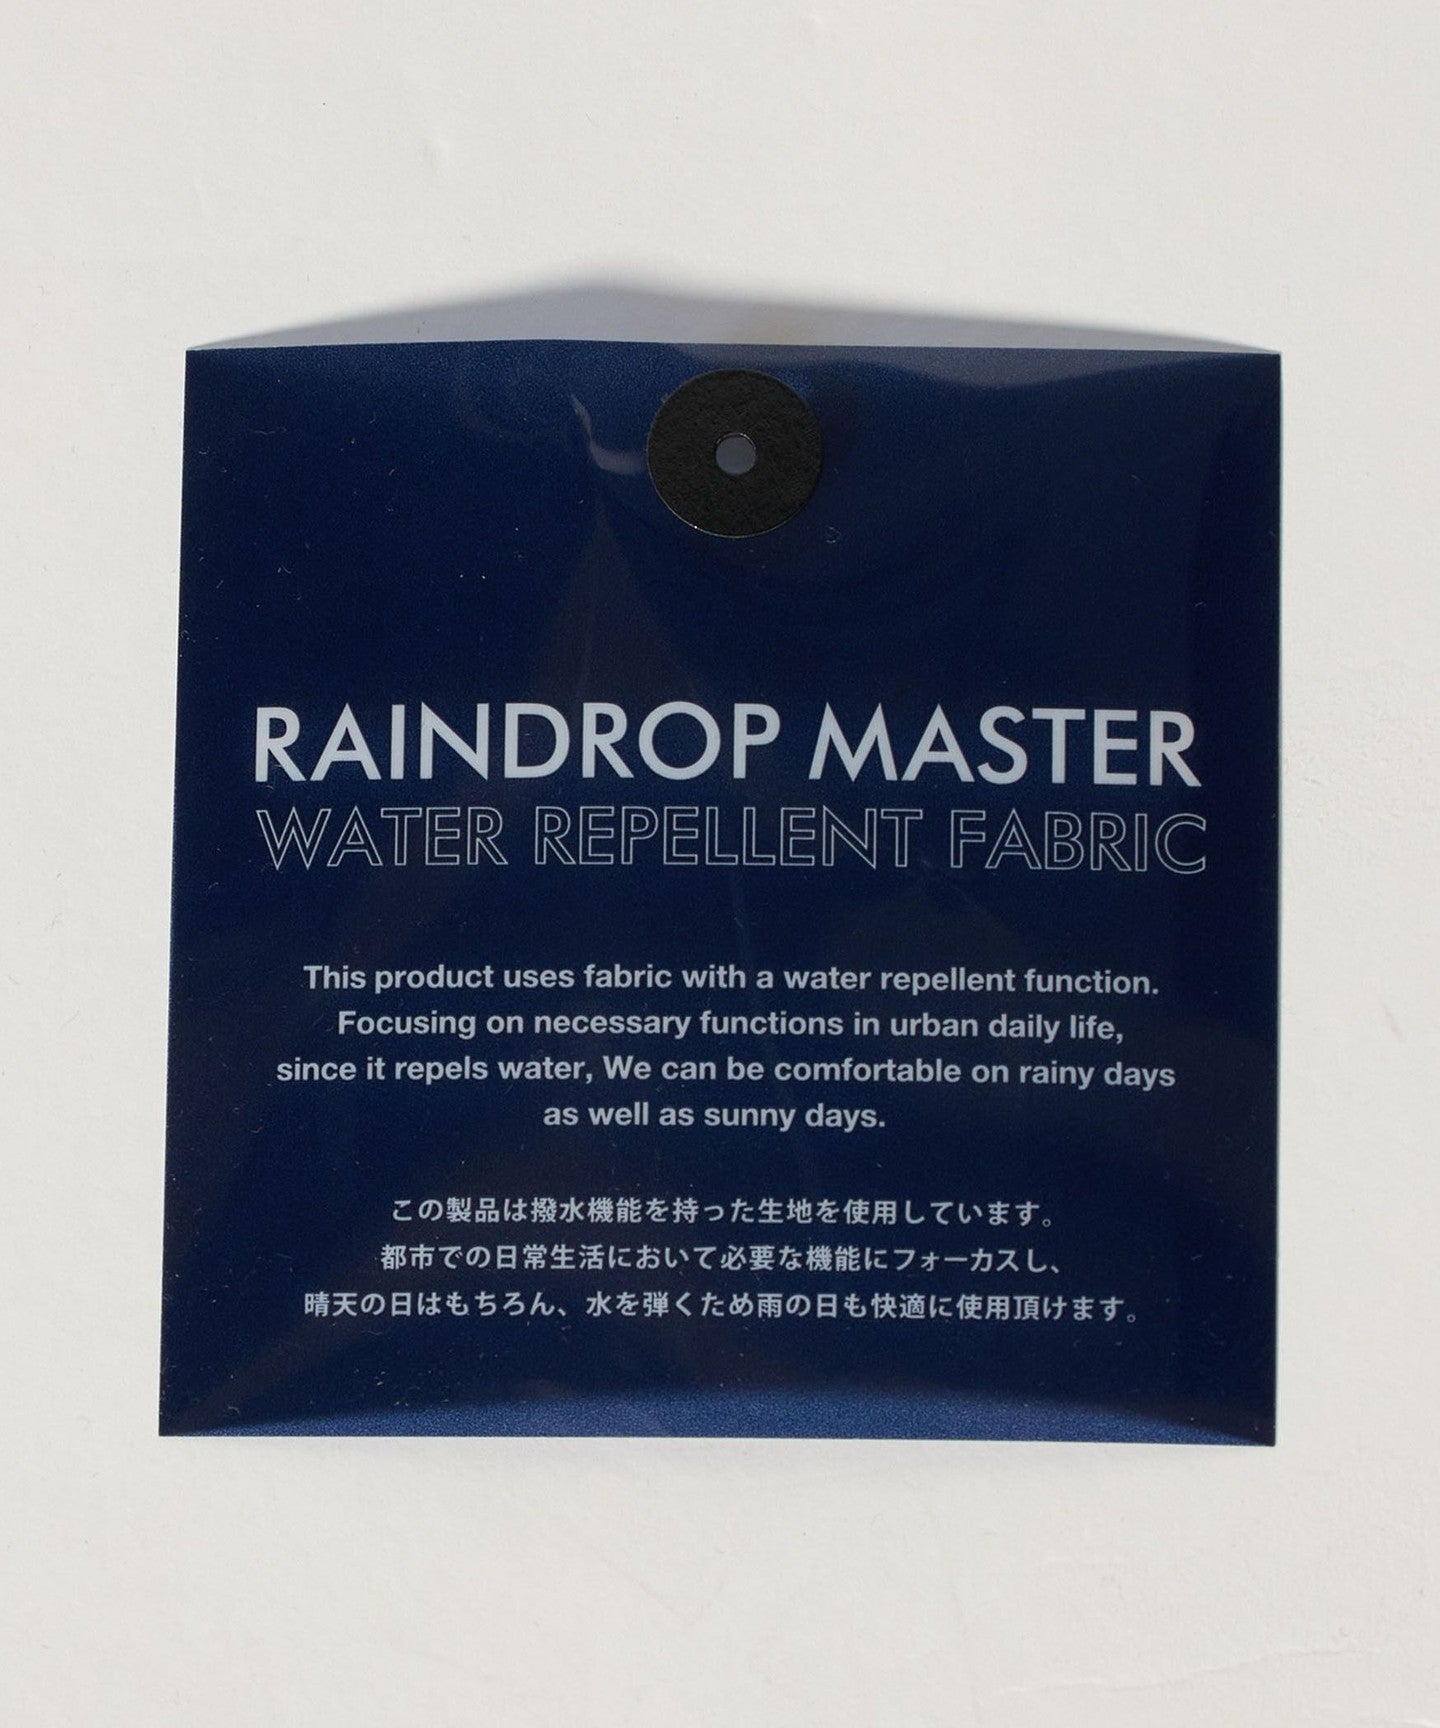 RAINDROP MASTER
WATER REPELLENT FABRIC
This product uses fabric with a water repellent function.
Focusing on necessary functions in urban daily life,
since it repels water, We can be comfortable on rainy days
as well as sunny days.
この製品は撥水機能を持った生地を使用しています。
都市での日常生活において必要な機能にフォーカスし、
晴天の日はもちろん、水を弾くため雨の日も快適に使用頂けます。